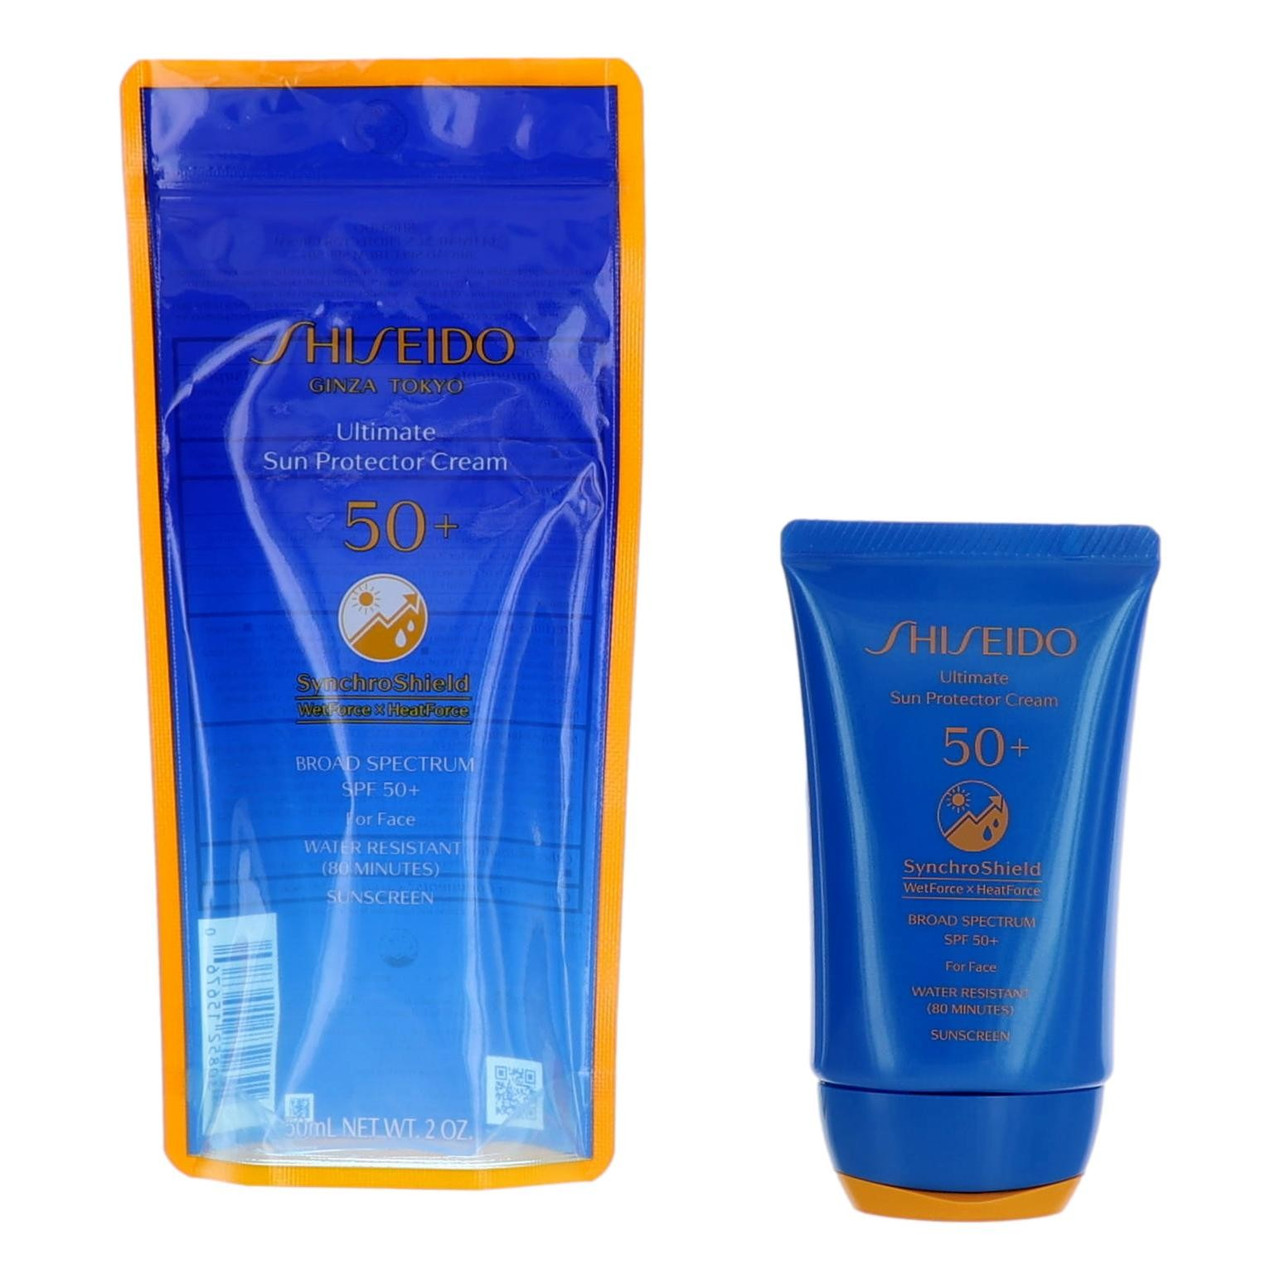 SHISEIDO
GINZA TOKYO
Ultimate
Sun Protector Cream
50+
SynchroShield
WetForce × HeatForce
BROAD SPECTRUM
SPF 50+
For Face
WATER RESISTANT
(80 MINUTES)
SUNSCREEN
50mL NET WT. 2 OZ.
SHISEIDO
Ultimate
Sun Protector Cream
50+
SynchroShield
WetForce × HeatForce
BROAD SPECTRUM
SPF 50+
For Face
WATER RESISTANT
(80 MINUTES)
SUNSCREEN